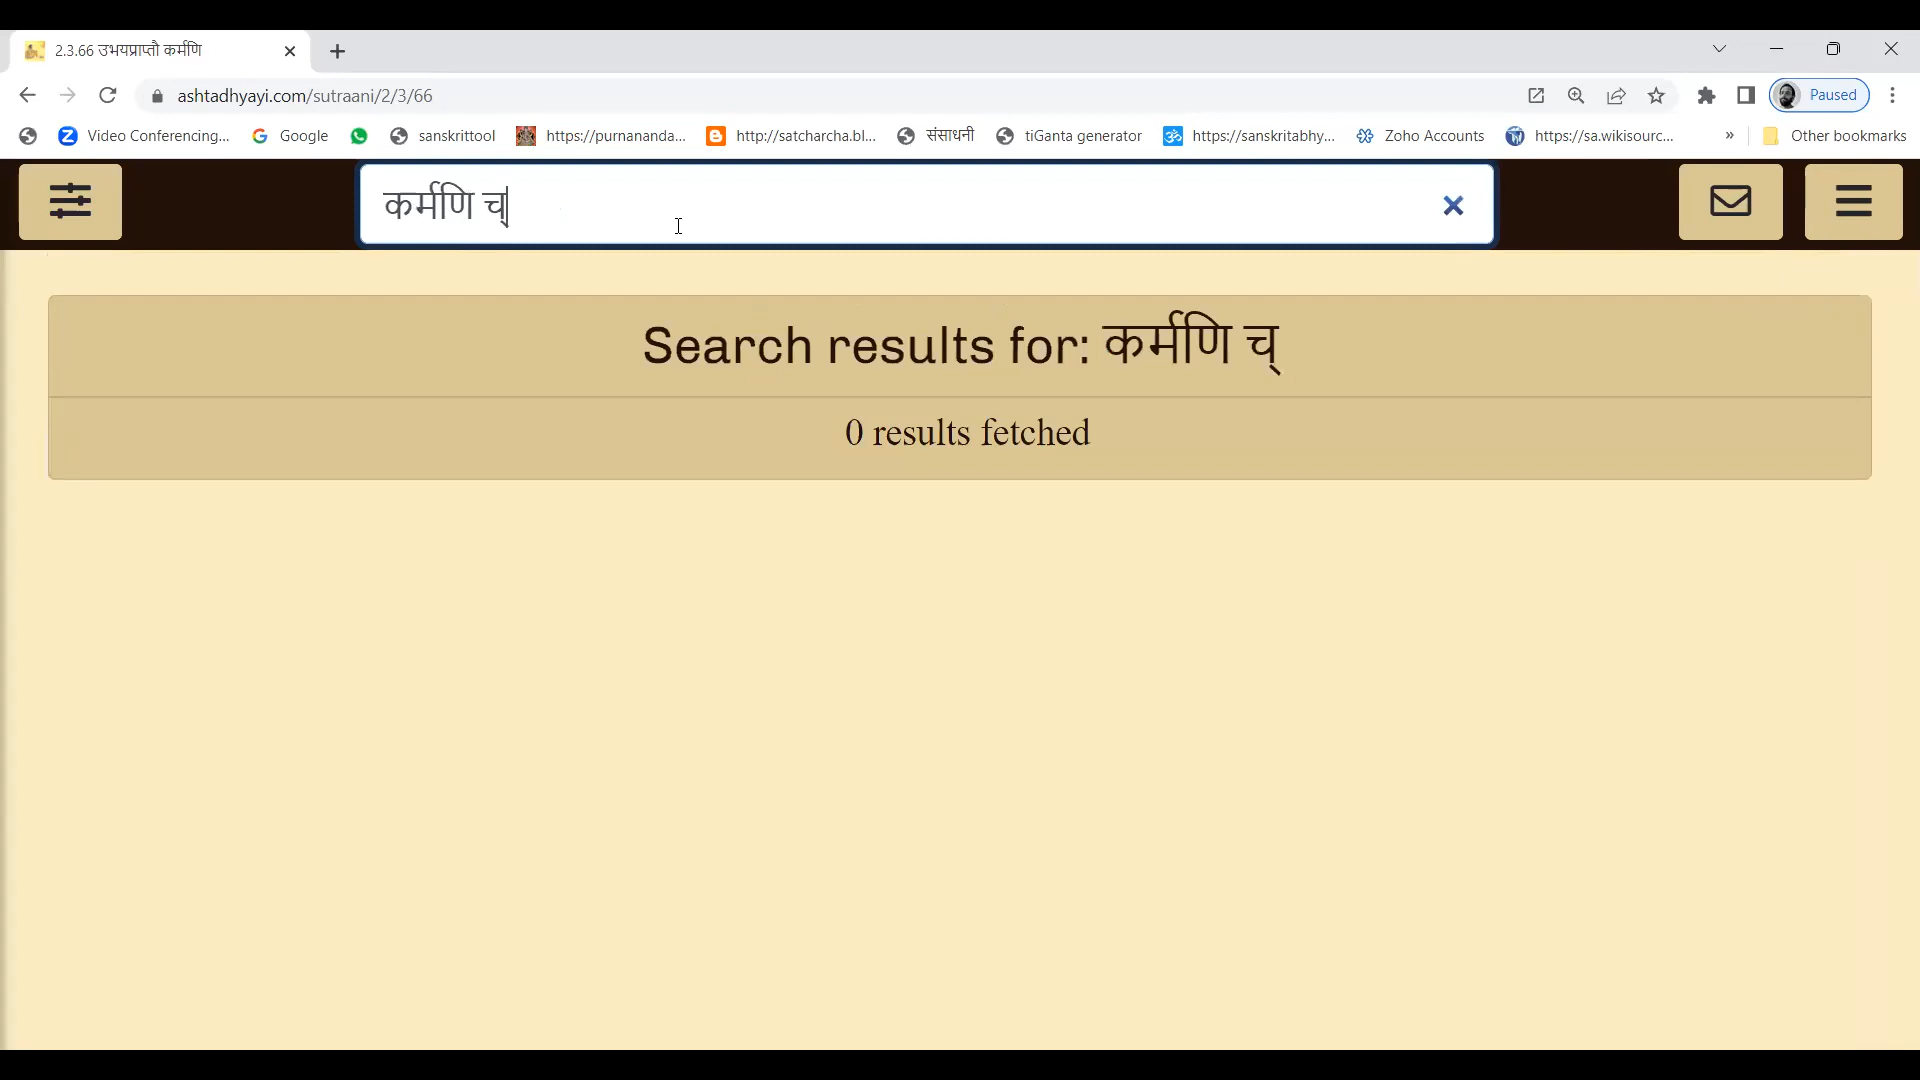 2.3.66 उभयप्राप्तौ कर्मणि
ashtadhyayi.com/sutraani/2/3/66
Paused
Video Conferencing... Google sanskrittool https://purnananda... http://satcharcha.bl... संसाधनी tiGanta generator https://sanskritabhy... Zoho Accounts https://sa.wikisourc... » Other bookmarks
कर्मणि च्
Search results for: कर्मणि च्
0 results fetched